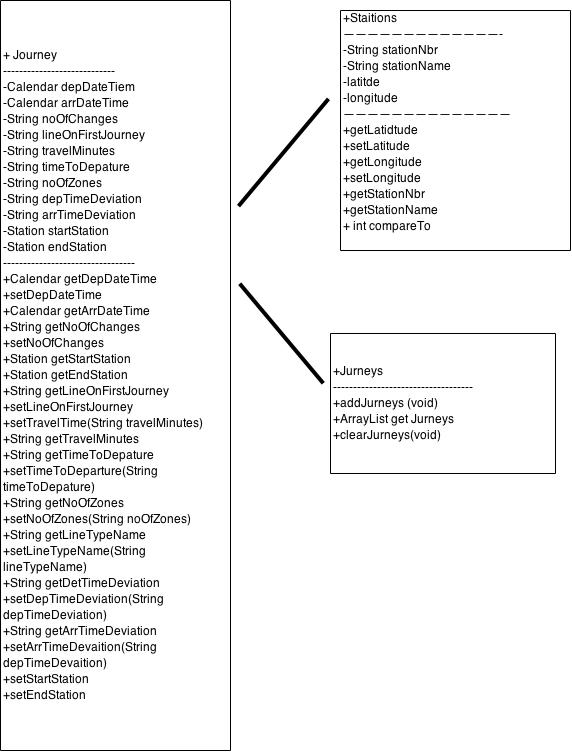 + Journey
----------------------------
-Calendar depDateTiem
-Calendar arrDateTime
-String noOfChanges
-String lineOnFirstJourney
-String travelMinutes
-String timeToDepature
-String noOfZones
-String depTimeDeviation
-String arrTimeDeviation
-Station startStation
-Station endStation
---------------------------------
+Calendar getDepDateTime
+setDepDateTime
+Calendar getArrDateTime
+String getNoOfChanges
+setNoOfChanges
+Station getStartStation
+Station getEndStation
+String getLineOnFirstJourney
+setLineOnFirstJourney
+setTravelTime(String travelMinutes)
+String getTravelMinutes
+String getTimeToDepature
+setTimeToDeparture(String
timeToDepature)
+String getNoOfZones
+setNoOfZones(String noOfZones)
+String getLineTypeName
+setLineTypeName(String
lineTypeName)
+String getDetTimeDeviation
+setDepTimeDeviation(String
depTimeDeviation)
+String getArrTimeDeviation
+setArrTimeDevaition(String
depTimeDevaition)
+setStartStation
+setEndStation
+Staitions
— — — — — — — — — — — — —-
-String stationNbr
-String stationName
-latitde
-longitude
— — — — — — — — — — — — — —
+getLatidtude
+setLatitude
+getLongitude
+setLongitude
+getStationNbr
+getStationName
+ int compareTo
+Jurneys
-----------------------------------
+addJurneys (void)
+ArrayList get Jurneys
+clearJurneys(void)